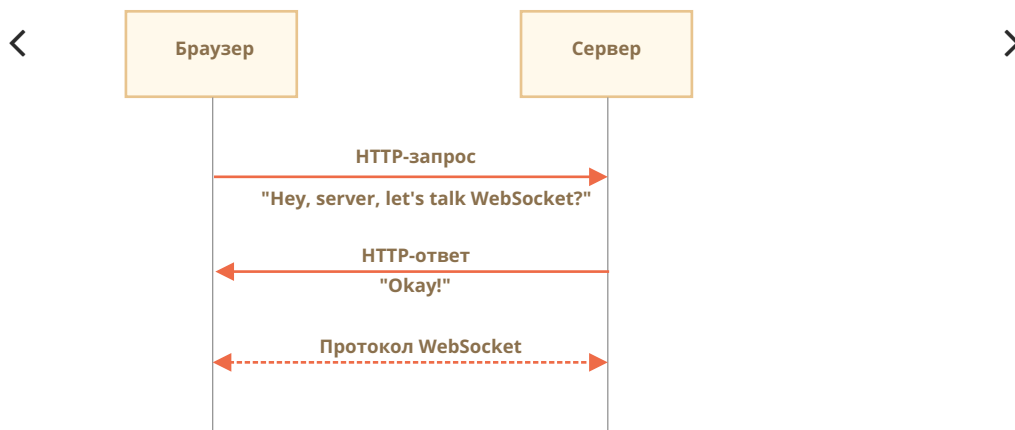 Браузер
Сервер
HTTP-запрос
"Hey, server, let's talk WebSocket?"
HTTP-ответ
"Okay!"
Протокол WebSocket